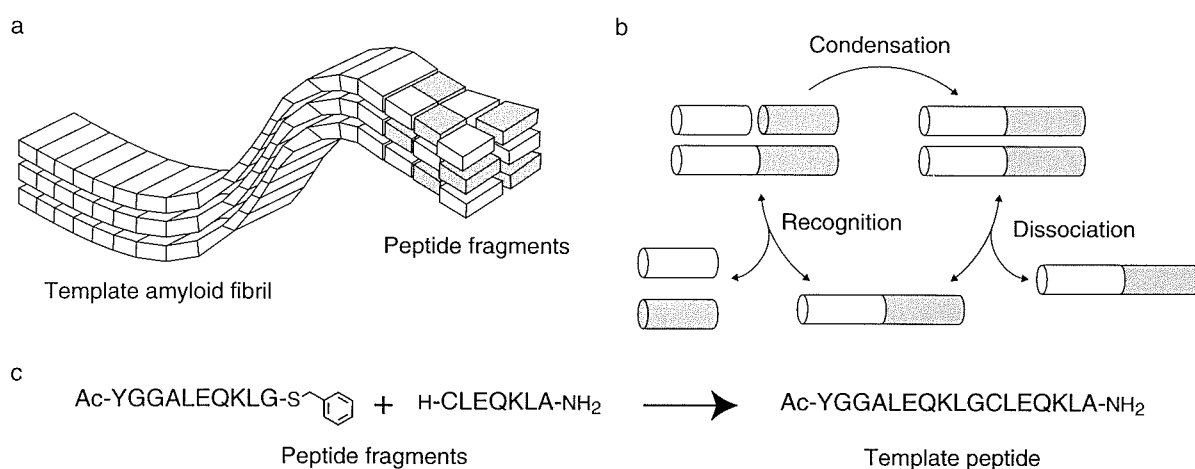 a
Template amyloid fibril
Peptide fragments
b
Condensation
Recognition
Dissociation
c
Ac-YGGALEQKLG-S + H-CLEQKLA-NH₂ Ac-YGGALEQKLGCLEQKLA-NH₂
Peptide fragments Template peptide